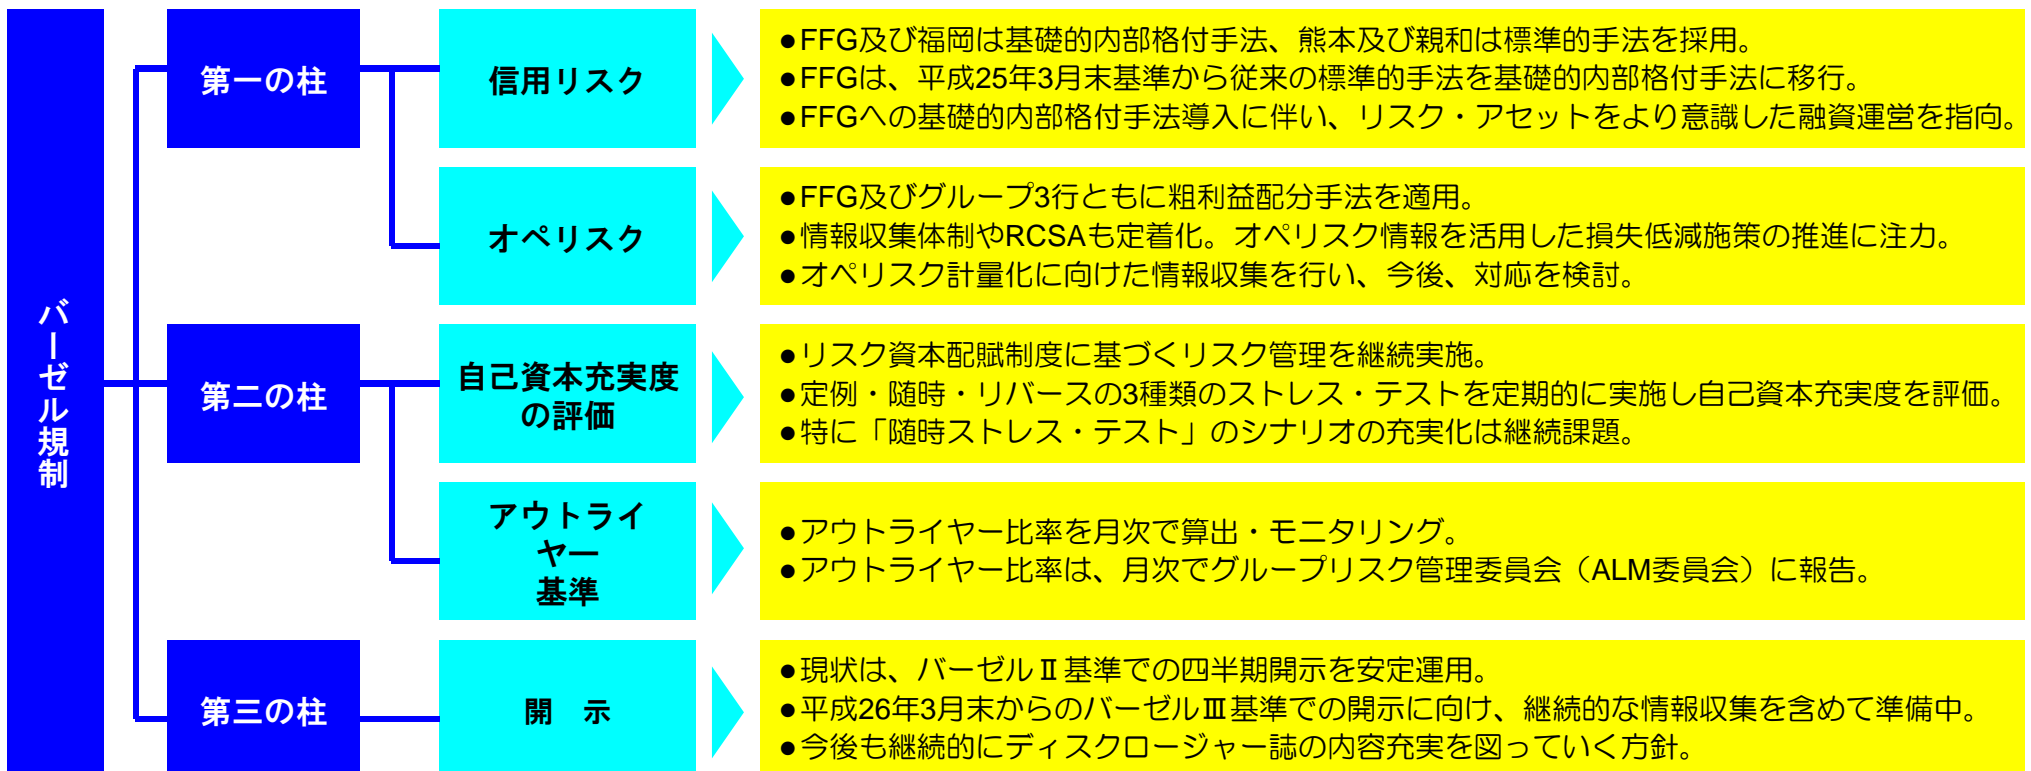 バーゼル規制
第一の柱
信用リスク
●FFG及び福岡は基礎的内部格付手法、熊本及び親和は標準的手法を採用。
●FFGは、平成25年3月末基準から従来の標準的手法を基礎的内部格付手法に移行。
●FFGへの基礎的内部格付手法導入に伴い、リスク・アセットをより意識した融資運営を指向。
オペリスク
●FFG及びグループ3行ともに粗利益配分手法を適用。
●情報収集体制やRCSAも定着化。オペリスク情報を活用した損失低減施策の推進に注力。
●オペリスク計量化に向けた情報収集を行い、今後、対応を検討。
第二の柱
自己資本充実度
の評価
●リスク資本配賦制度に基づくリスク管理を継続実施。
●定例・随時・リバースの3種類のストレス・テストを定期的に実施し自己資本充実度を評価。
●特に「随時ストレス・テスト」のシナリオの充実化は継続課題。
アウトライ
ヤー
基準
●アウトライヤー比率を月次で算出・モニタリング。
●アウトライヤー比率は、月次でグループリスク管理委員会（ALM委員会）に報告。
第三の柱
開　示
●現状は、バーゼルⅡ基準での四半期開示を安定運用。
●平成26年3月末からのバーゼルⅢ基準での開示に向け、継続的な情報収集を含めて準備中。
●今後も継続的にディスクロージャー誌の内容充実を図っていく方針。